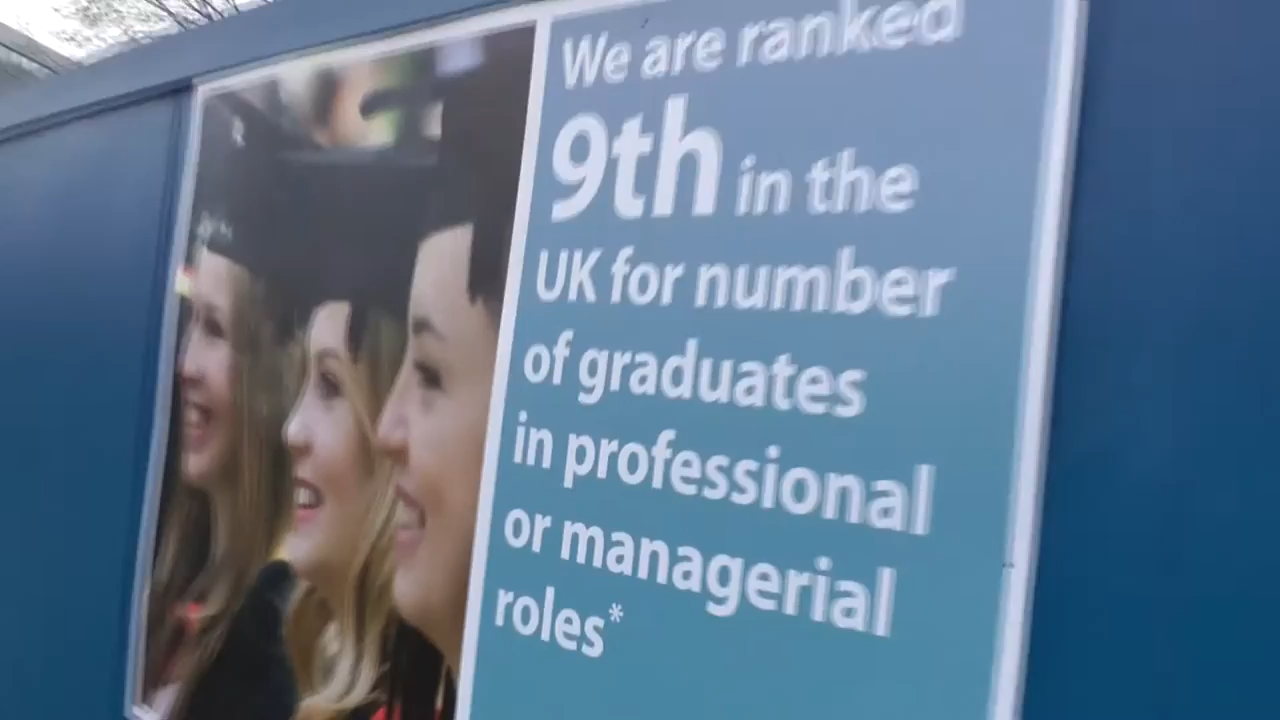 We are ranked
9th in the
UK for number
of graduates
in professional
or managerial
roles*